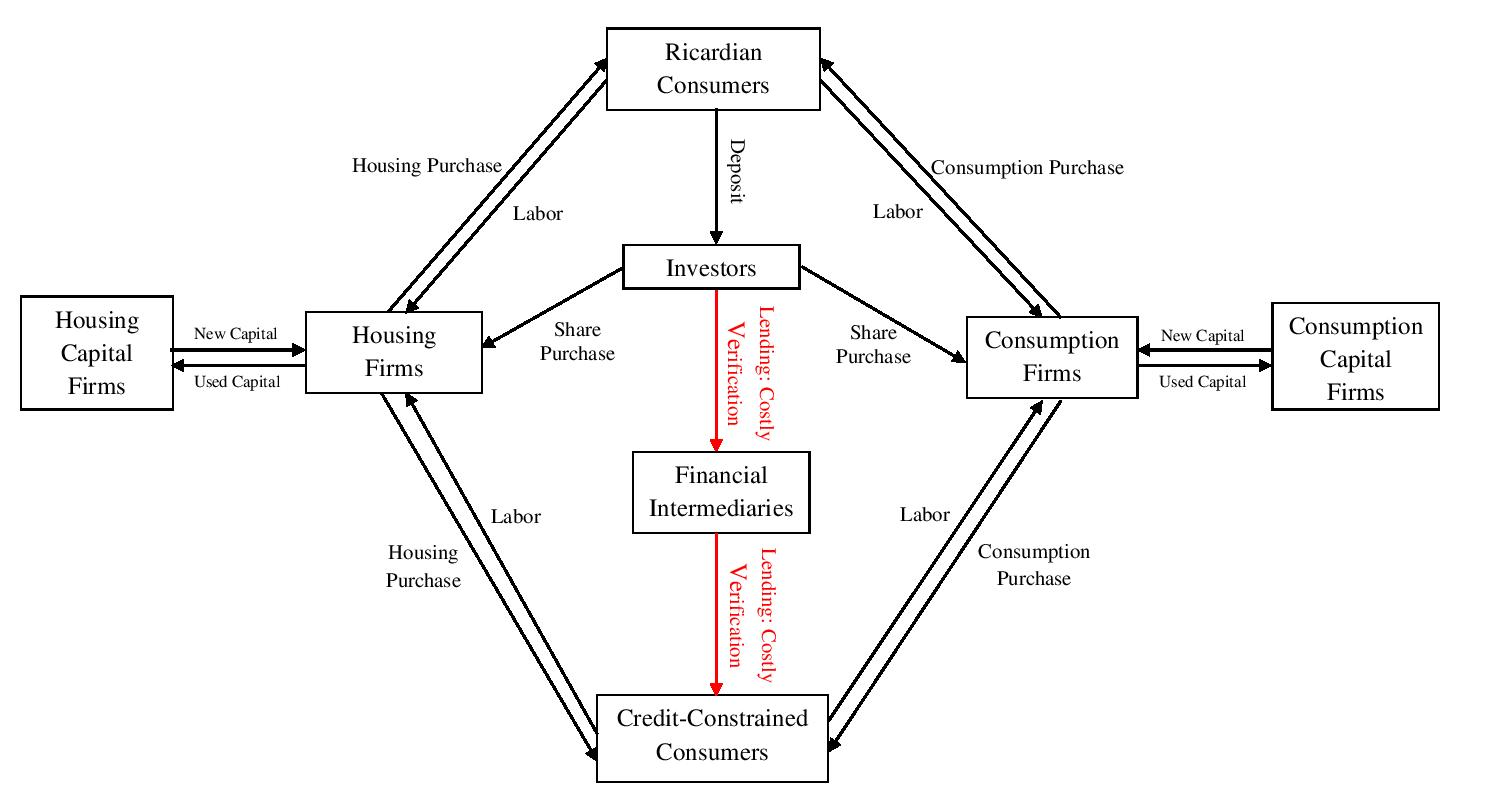 Ricardian
Consumers
Housing Purchase
Labor
Deposit
Consumption Purchase
Labor
Investors
Share
Purchase
Share
Purchase
Housing
Capital
Firms
New Capital
Used Capital
Housing
Firms
Lending: Costly
Verification
Consumption
Firms
New Capital
Used Capital
Consumption
Capital
Firms
Financial
Intermediaries
Labor
Housing
Purchase
Lending: Costly
Verification
Labor
Consumption
Purchase
Credit-Constrained
Consumers